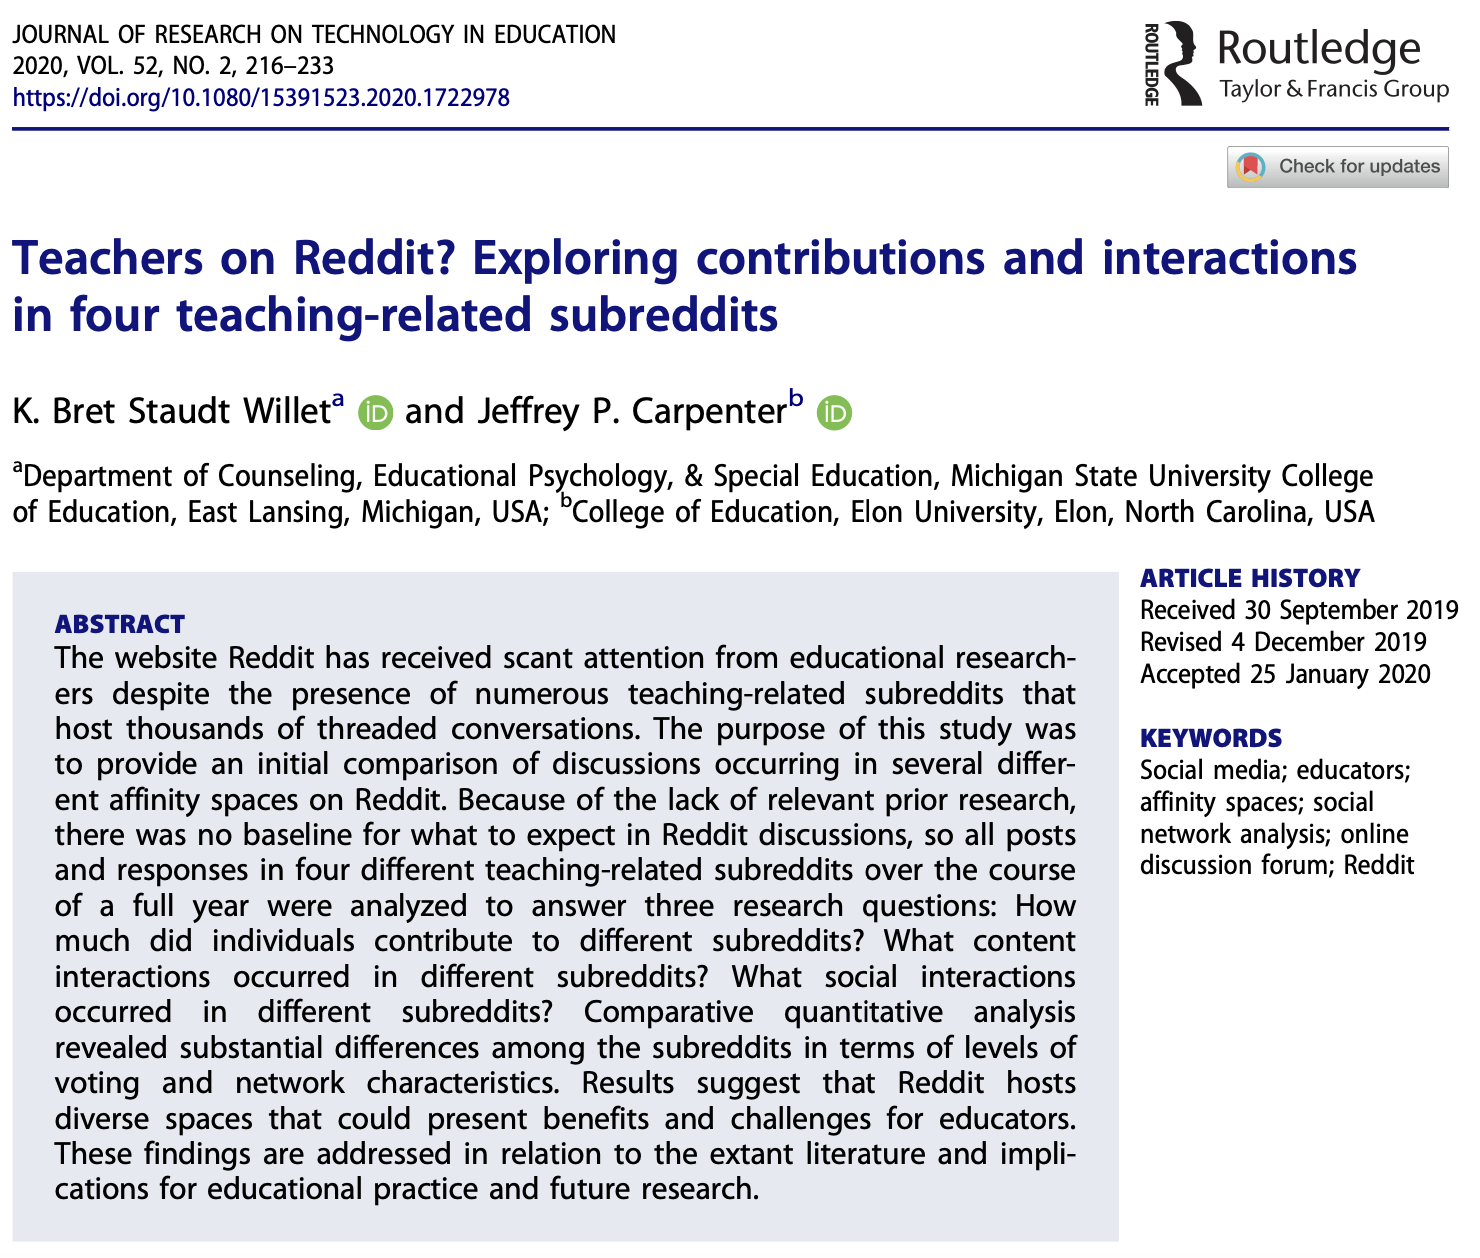 JOURNAL OF RESEARCH ON TECHNOLOGY IN EDUCATION
2020, VOL. 52, NO. 2, 216–233
https://doi.org/10.1080/15391523.2020.1722978
ROUTLEDGE
Routledge
Taylor & Francis Group
Check for updates
Teachers on Reddit? Exploring contributions and interactions
in four teaching-related subreddits
K. Bret Staudt Willetᵃ iD and Jeffrey P. Carpenterᵇ iD
ᵃDepartment of Counseling, Educational Psychology, & Special Education, Michigan State University College
of Education, East Lansing, Michigan, USA; ᵇCollege of Education, Elon University, Elon, North Carolina, USA
ABSTRACT
The website Reddit has received scant attention from educational research-
ers despite the presence of numerous teaching-related subreddits that
host thousands of threaded conversations. The purpose of this study was
to provide an initial comparison of discussions occurring in several differ-
ent affinity spaces on Reddit. Because of the lack of relevant prior research,
there was no baseline for what to expect in Reddit discussions, so all posts
and responses in four different teaching-related subreddits over the course
of a full year were analyzed to answer three research questions: How
much did individuals contribute to different subreddits? What content
interactions occurred in different subreddits? What social interactions
occurred in different subreddits? Comparative quantitative analysis
revealed substantial differences among the subreddits in terms of levels of
voting and network characteristics. Results suggest that Reddit hosts
diverse spaces that could present benefits and challenges for educators.
These findings are addressed in relation to the extant literature and impli-
cations for educational practice and future research.
ARTICLE HISTORY
Received 30 September 2019
Revised 4 December 2019
Accepted 25 January 2020
KEYWORDS
Social media; educators;
affinity spaces; social
network analysis; online
discussion forum; Reddit